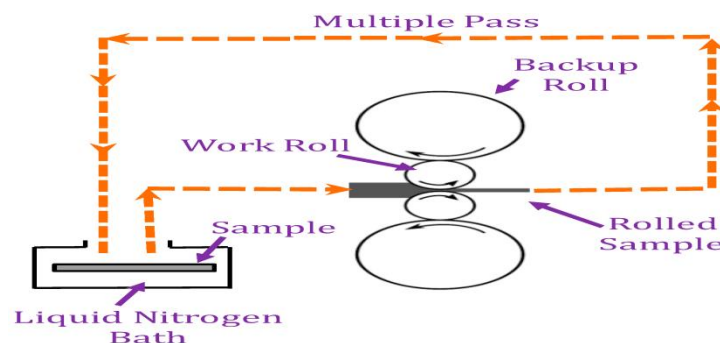 Multiple Pass
Backup
Roll
Work Roll
Sample
Rolled
Sample
Liquid Nitrogen
Bath